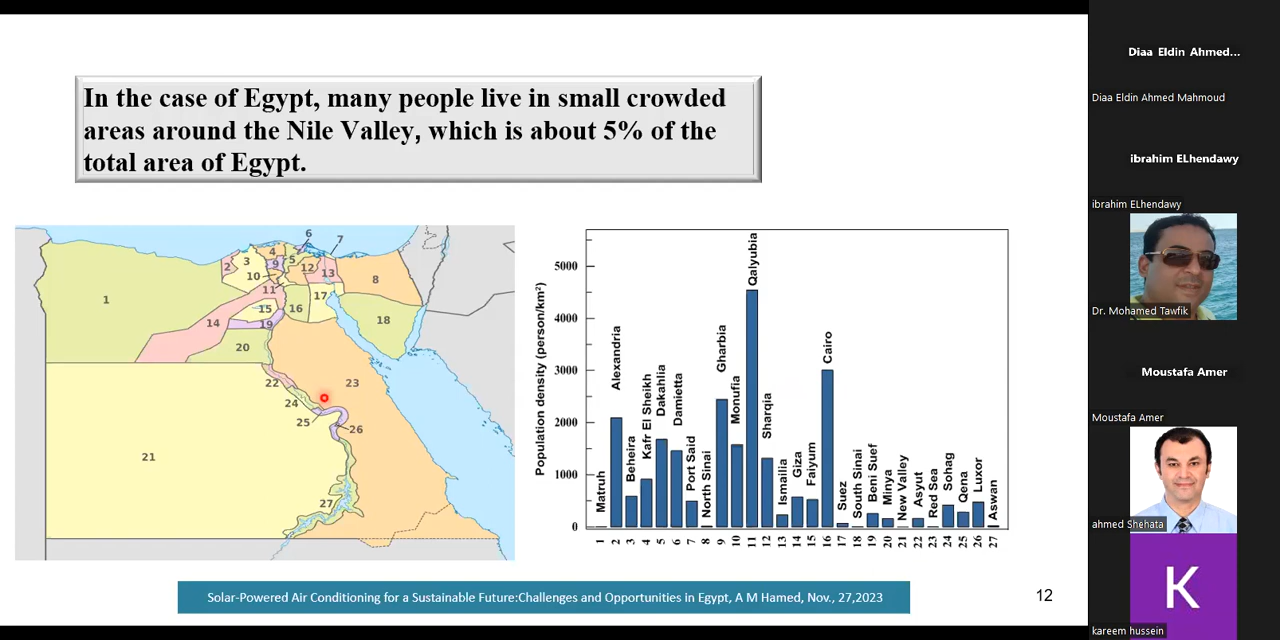 In the case of Egypt, many people live in small crowded
areas around the Nile Valley, which is about 5% of the
total area of Egypt.
1
2
3
4
5
6
7
8
9
10
11
12
13
14
15
16
17
18
19
20
21
22
23
24
25
26
27
Population density (person/km²)
5000
4000
3000
2000
1000
0
Matruh
Alexandria
Beheira
Kafr El Sheikh
Dakahlia
Damietta
Port Said
North Sinai
Gharbia
Monufia
Qalyubia
Sharqia
Ismailia
Giza
Faiyum
Cairo
Suez
South Sinai
Beni Suef
Minya
New Valley
Asyut
Red Sea
Sohag
Qena
Luxor
Aswan
1 2 3 4 5 6 7 8 9 10 11 12 13 14 15 16 17 18 19 20 21 22 23 24 25 26 27
Solar-Powered Air Conditioning for a Sustainable Future:Challenges and Opportunities in Egypt, A M Hamed, Nov., 27,2023
12
Diaa Eldin Ahmed...
Diaa Eldin Ahmed Mahmoud
ibrahim ELhendawy
ibrahim ELhendawy
Dr. Mohamed Tawfik
Moustafa Amer
Moustafa Amer
ahmed Shehata
K
kareem hussein